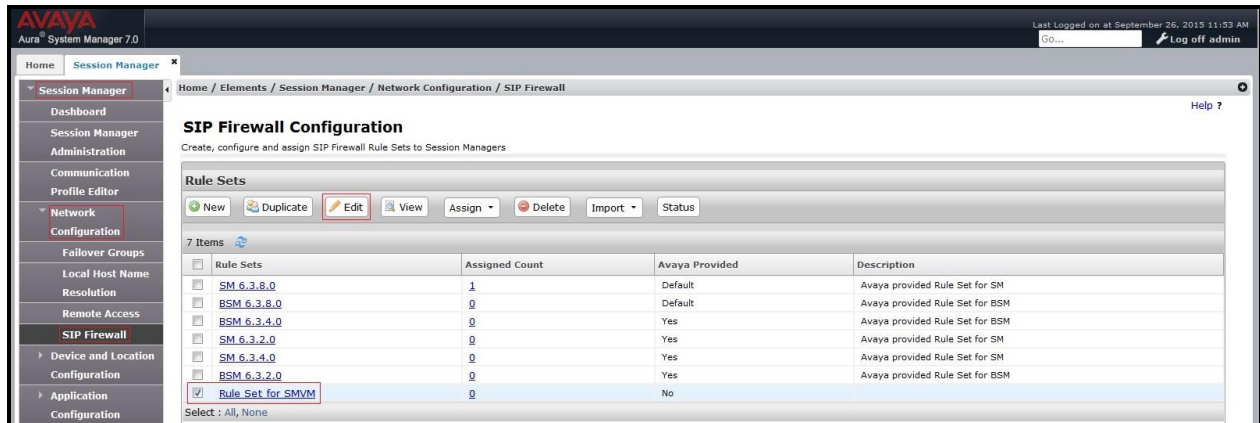 AVAYA
Aura® System Manager 7.0
Last Logged on at September 26, 2015 11:53 AM
Go...
Log off admin
Home
Session Manager
Session Manager
Dashboard
Session Manager
Administration
Communication
Profile Editor
Network
Configuration
Failover Groups
Local Host Name
Resolution
Remote Access
SIP Firewall
Device and Location
Configuration
Application
Configuration
Home / Elements / Session Manager / Network Configuration / SIP Firewall
Help ?
SIP Firewall Configuration
Create, configure and assign SIP Firewall Rule Sets to Session Managers
Rule Sets
New Duplicate Edit View Assign Delete Import Status
7 Items
Rule Sets Assigned Count Avaya Provided Description
SM 6.3.8.0 1 Default Avaya provided Rule Set for SM
BSM 6.3.8.0 0 Default Avaya provided Rule Set for BSM
BSM 6.3.4.0 0 Yes Avaya provided Rule Set for BSM
SM 6.3.2.0 0 Yes Avaya provided Rule Set for SM
SM 6.3.4.0 0 Yes Avaya provided Rule Set for SM
BSM 6.3.2.0 0 Yes Avaya provided Rule Set for BSM
Rule Set for SMVM 0 No
Select : All, None